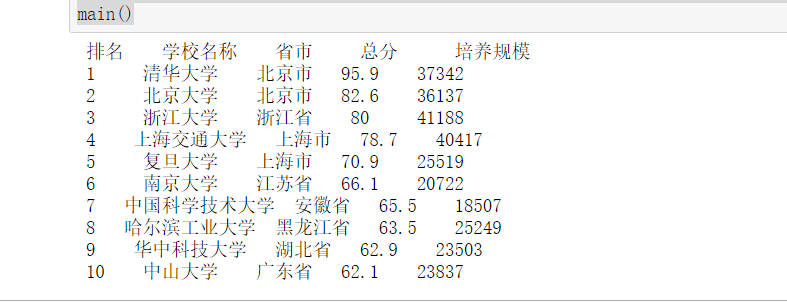 main()
排名 学校名称 省市 总分 培养规模
1 清华大学 北京市 95.9 37342
2 北京大学 北京市 82.6 36137
3 浙江大学 浙江省 80 41188
4 上海交通大学 上海市 78.7 40417
5 复旦大学 上海市 70.9 25519
6 南京大学 江苏省 66.1 20722
7 中国科学技术大学 安徽省 65.5 18507
8 哈尔滨工业大学 黑龙江省 63.5 25249
9 华中科技大学 湖北省 62.9 23503
10 中山大学 广东省 62.1 23837